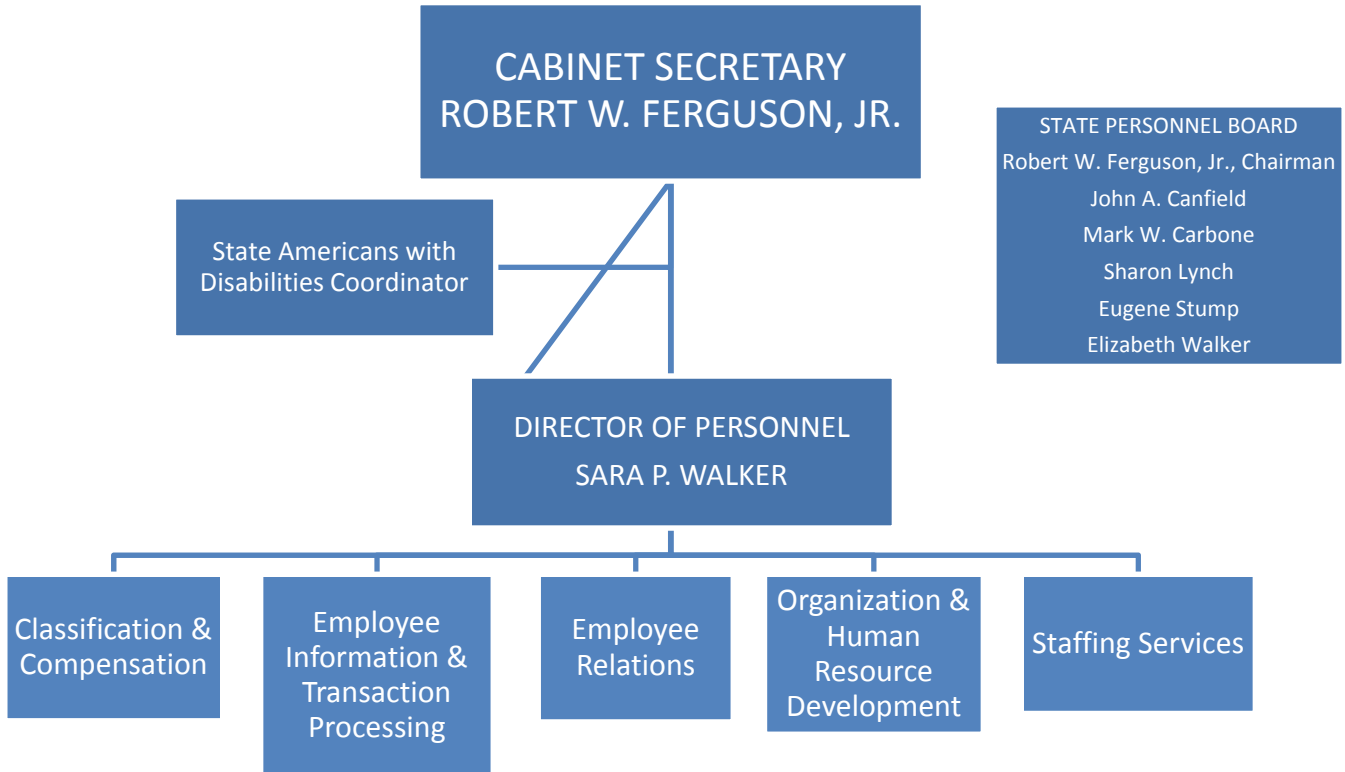 CABINET SECRETARY
ROBERT W. FERGUSON, JR.
STATE PERSONNEL BOARD
Robert W. Ferguson, Jr., Chairman
John A. Canfield
Mark W. Carbone
Sharon Lynch
Eugene Stump
Elizabeth Walker
State Americans with
Disabilities Coordinator
DIRECTOR OF PERSONNEL
SARA P. WALKER
Classification &
Compensation
Employee
Information &
Transaction
Processing
Employee
Relations
Organization &
Human
Resource
Development
Staffing Services